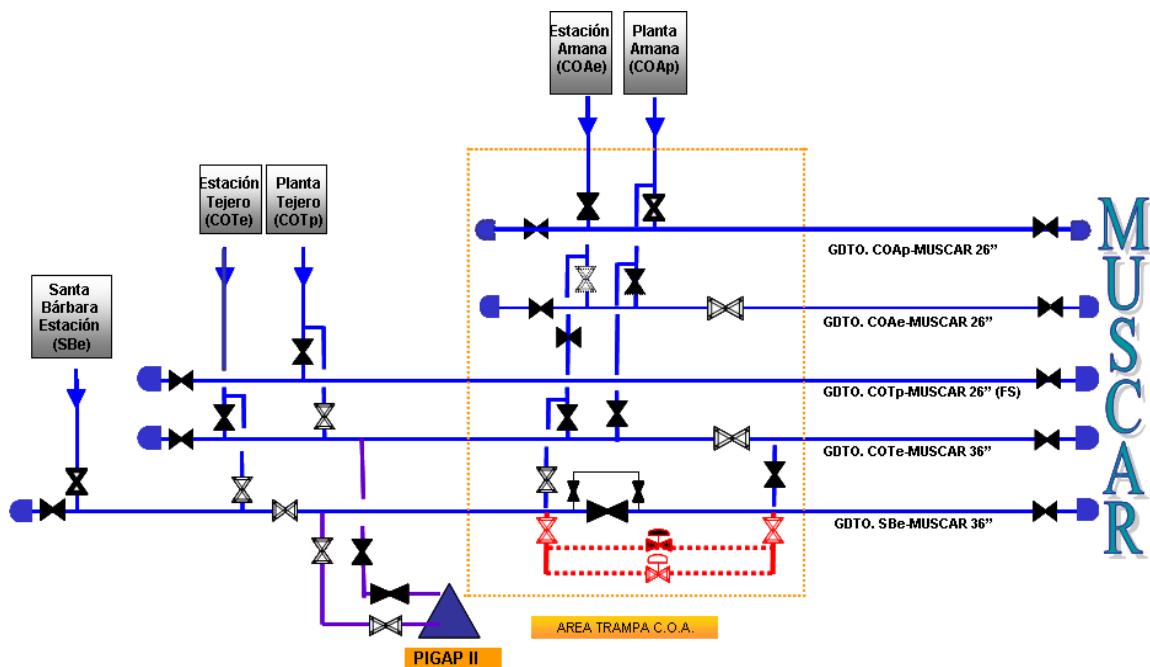 Estación
Amana
(COAe)
Planta
Amana
(COAp)
Estación
Tejero
(COTe)
Planta
Tejero
(COTp)
Santa
Bárbara
Estación
(SBe)
GDTO. COAp-MUSCAR 26”
GDTO. COAe-MUSCAR 26”
GDTO. COTp-MUSCAR 26” (FS)
GDTO. COTe-MUSCAR 36”
GDTO. SBe-MUSCAR 36”
MUSCAR
AREA TRAMPA C.O.A.
PIGAP II